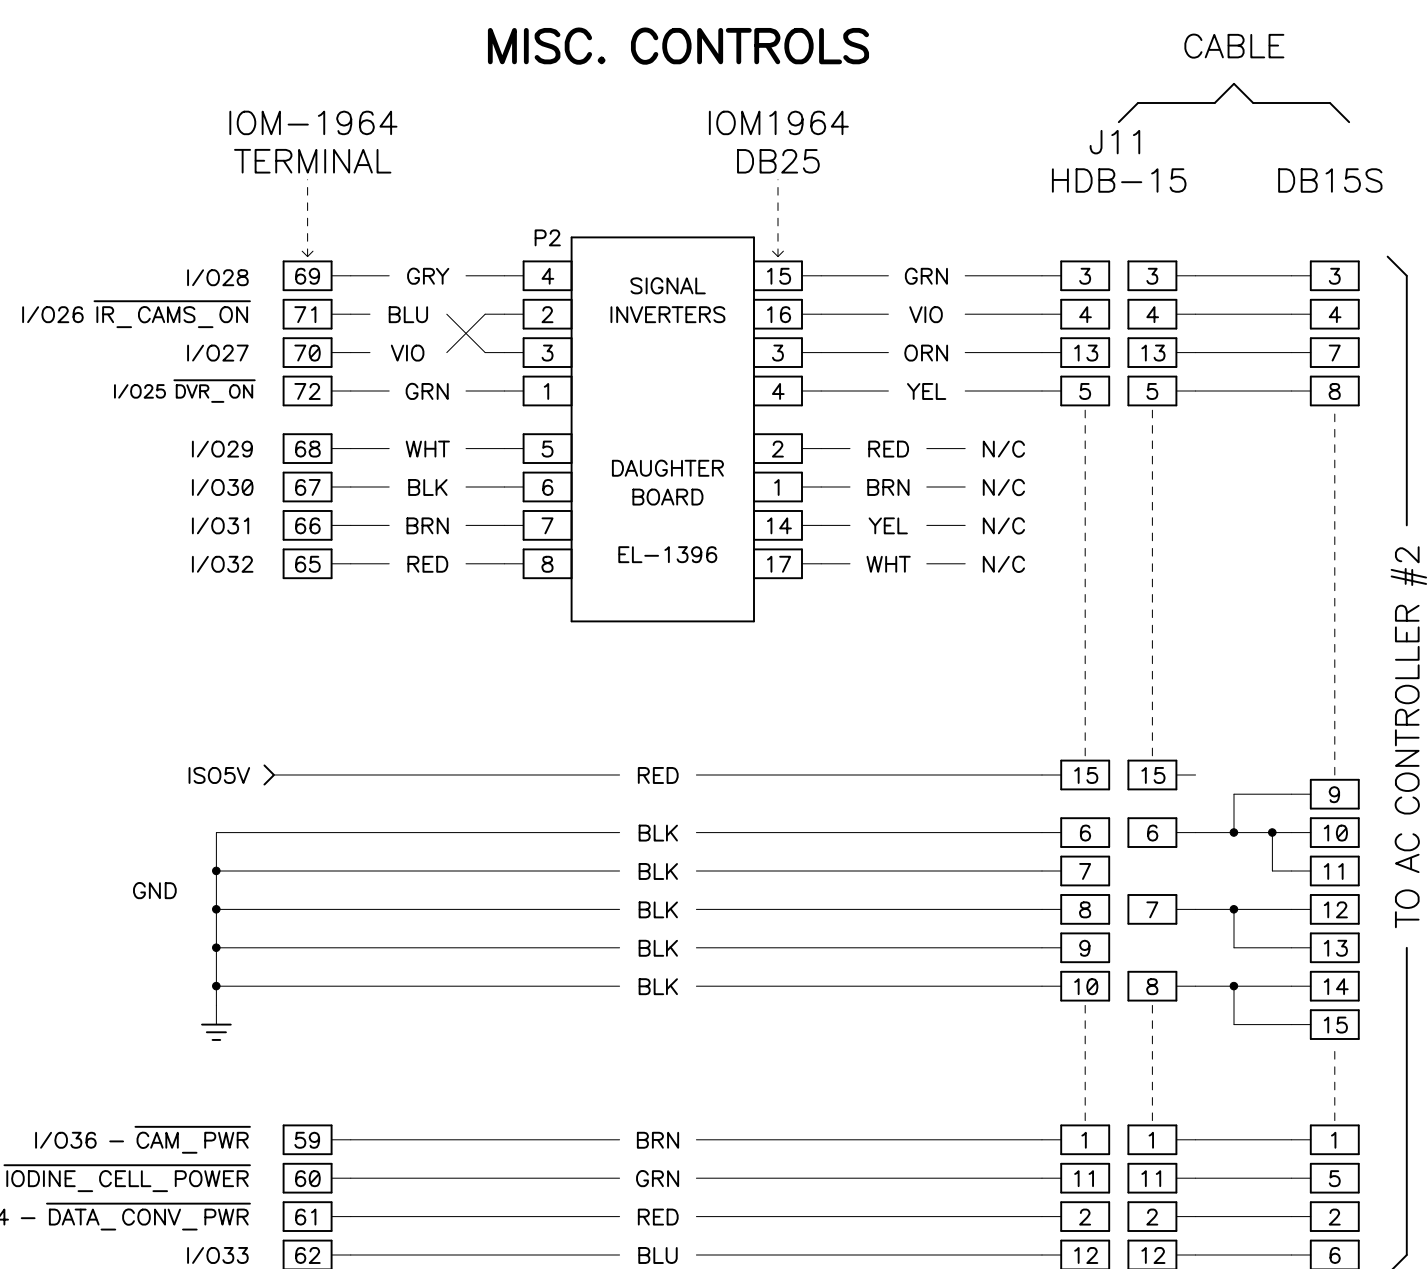 MISC. CONTROLS
CABLE
IOM-1964
TERMINAL
IOM1964
DB25
J11
HDB-15
DB15S
P2
I/O28 69 GRY 4 15 GRN 3 3 3
I/O26 IR_CAMS_ON 71 BLU 2 16 VIO 4 4 4
I/O27 70 VIO 3 3 ORN 13 13 7
I/O25 DVR_ON 72 GRN 1 4 YEL 5 5 8
SIGNAL
INVERTERS
I/O29 68 WHT 5 2 RED N/C
I/O30 67 BLK 6 1 BRN N/C
I/O31 66 BRN 7 14 YEL N/C
I/O32 65 RED 8 17 WHT N/C
DAUGHTER
BOARD
EL-1396
TO AC CONTROLLER #2
ISO5V RED 15 15
9
BLK 6 6 10
BLK 7 11
GND
BLK 8 7 12
BLK 9 13
BLK 10 8 14
15
I/O36 - CAM_PWR 59 BRN 1 1 1
IODINE_CELL_POWER 60 GRN 11 11 5
4 - DATA_CONV_PWR 61 RED 2 2 2
I/O33 62 BLU 12 12 6